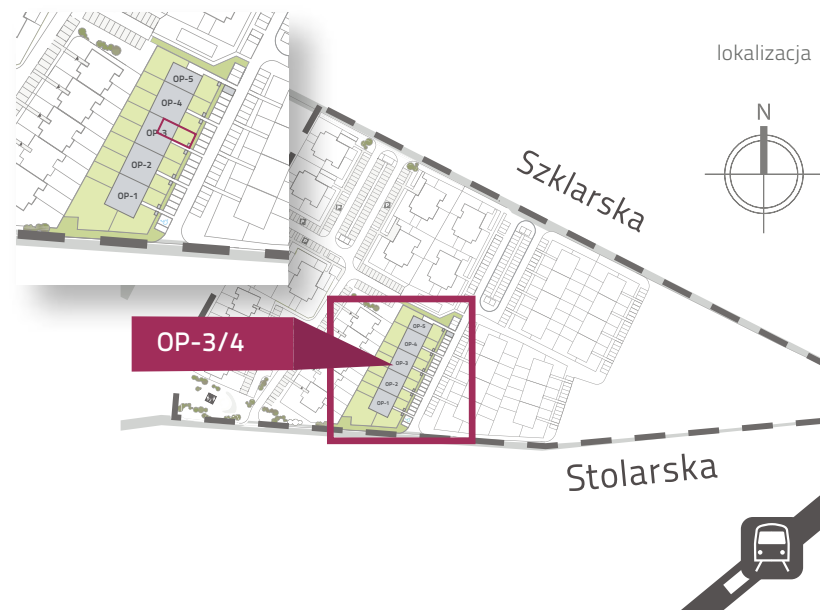 lokalizacja
N
OP-5
OP-4
OP-3
OP-2
OP-1
Szklarska
OP-3/4
OP-5
OP-4
OP-3
OP-2
OP-1
Stolarska